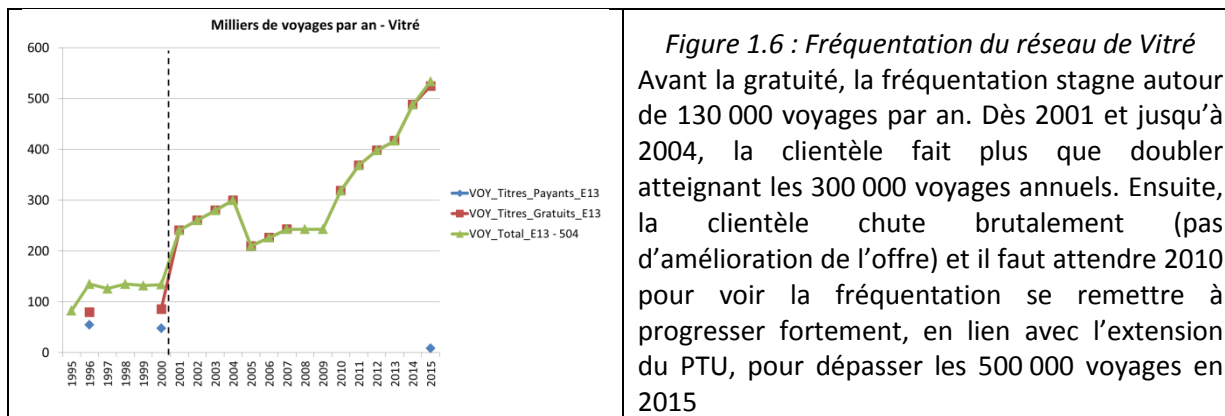 Milliers de voyages par an - Vitré
600
500
400
300
200
100
0
1995
1996
1997
1998
1999
2000
2001
2002
2003
2004
2005
2006
2007
2008
2009
2010
2011
2012
2013
2014
2015
VOY_Titres_Payants_E13
VOY_Titres_Gratuits_E13
VOY_Total_E13 - 504
Figure 1.6 : Fréquentation du réseau de Vitré
Avant la gratuité, la fréquentation stagne autour
de 130 000 voyages par an. Dès 2001 et jusqu’à
2004, la clientèle fait plus que doubler
atteignant les 300 000 voyages annuels. Ensuite,
la clientèle chute brutalement (pas
d’amélioration de l’offre) et il faut attendre 2010
pour voir la fréquentation se remettre à
progresser fortement, en lien avec l’extension
du PTU, pour dépasser les 500 000 voyages en
2015